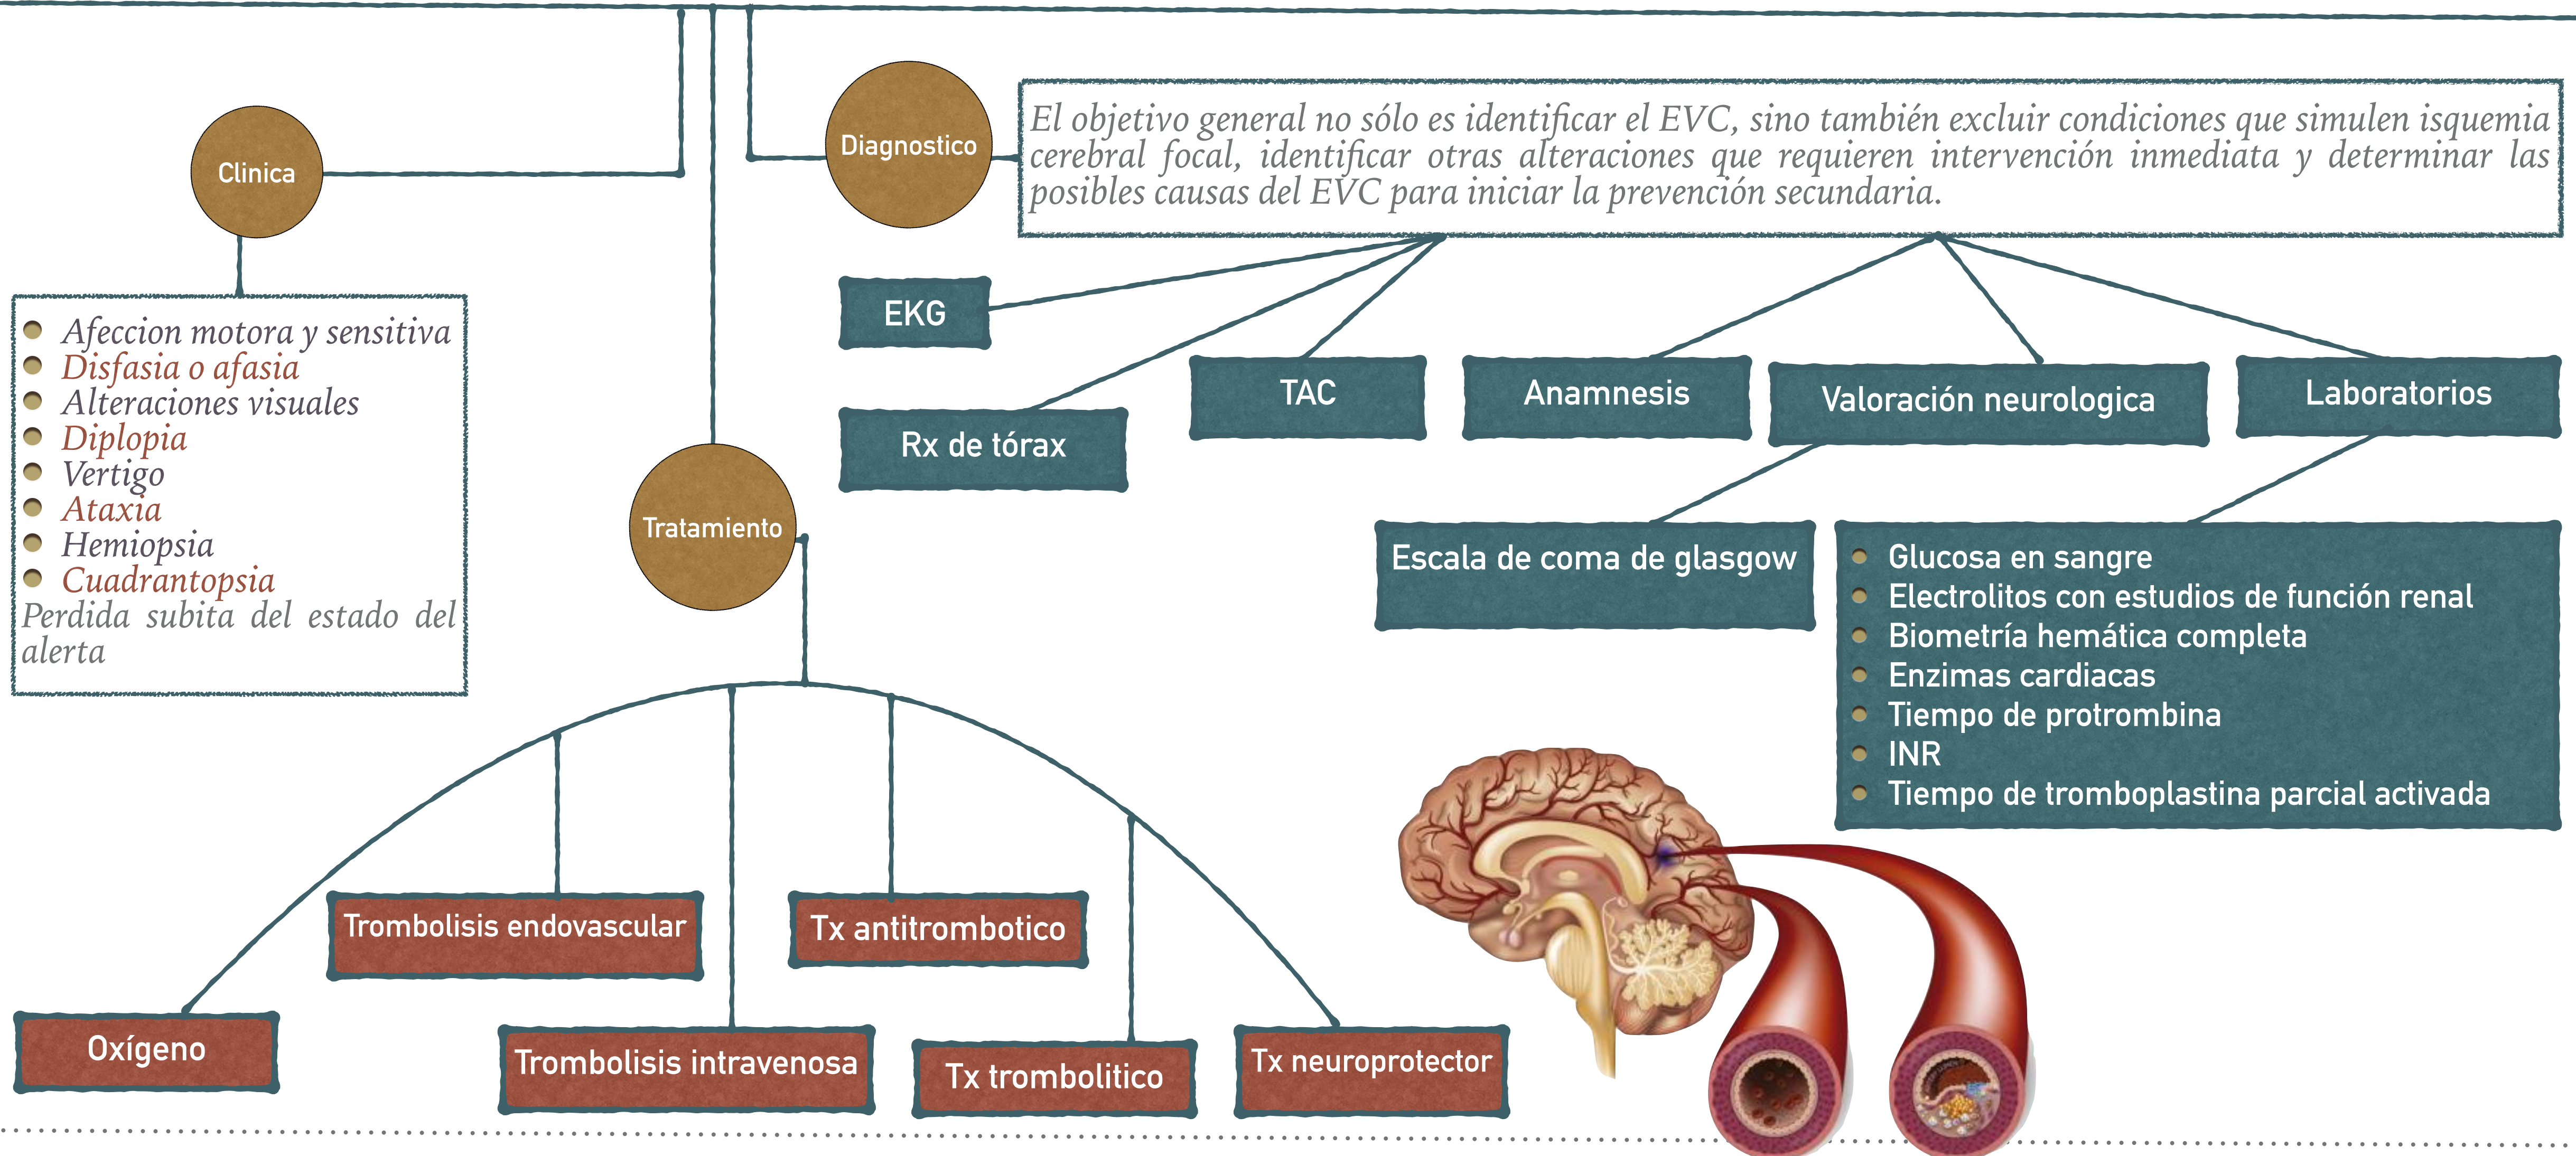 Clinica
Afeccion motora y sensitiva
Disfasia o afasia
Alteraciones visuales
Diplopia
Vertigo
Ataxia
Hemiopsia
Cuadrantopsia
Perdida subita del estado del
alerta
Diagnostico
El objetivo general no sólo es identificar el EVC, sino también excluir condiciones que simulen isquemia
cerebral focal, identificar otras alteraciones que requieren intervención inmediata y determinar las
posibles causas del EVC para iniciar la prevención secundaria.
EKG
Rx de tórax
TAC
Anamnesis
Valoración neurologica
Laboratorios
Escala de coma de glasgow
Glucosa en sangre
Electrolitos con estudios de función renal
Biometría hemática completa
Enzimas cardiacas
Tiempo de protrombina
INR
Tiempo de tromboplastina parcial activada
Tratamiento
Oxígeno
Trombolisis endovascular
Trombolisis intravenosa
Tx antitrombotico
Tx trombolitico
Tx neuroprotector